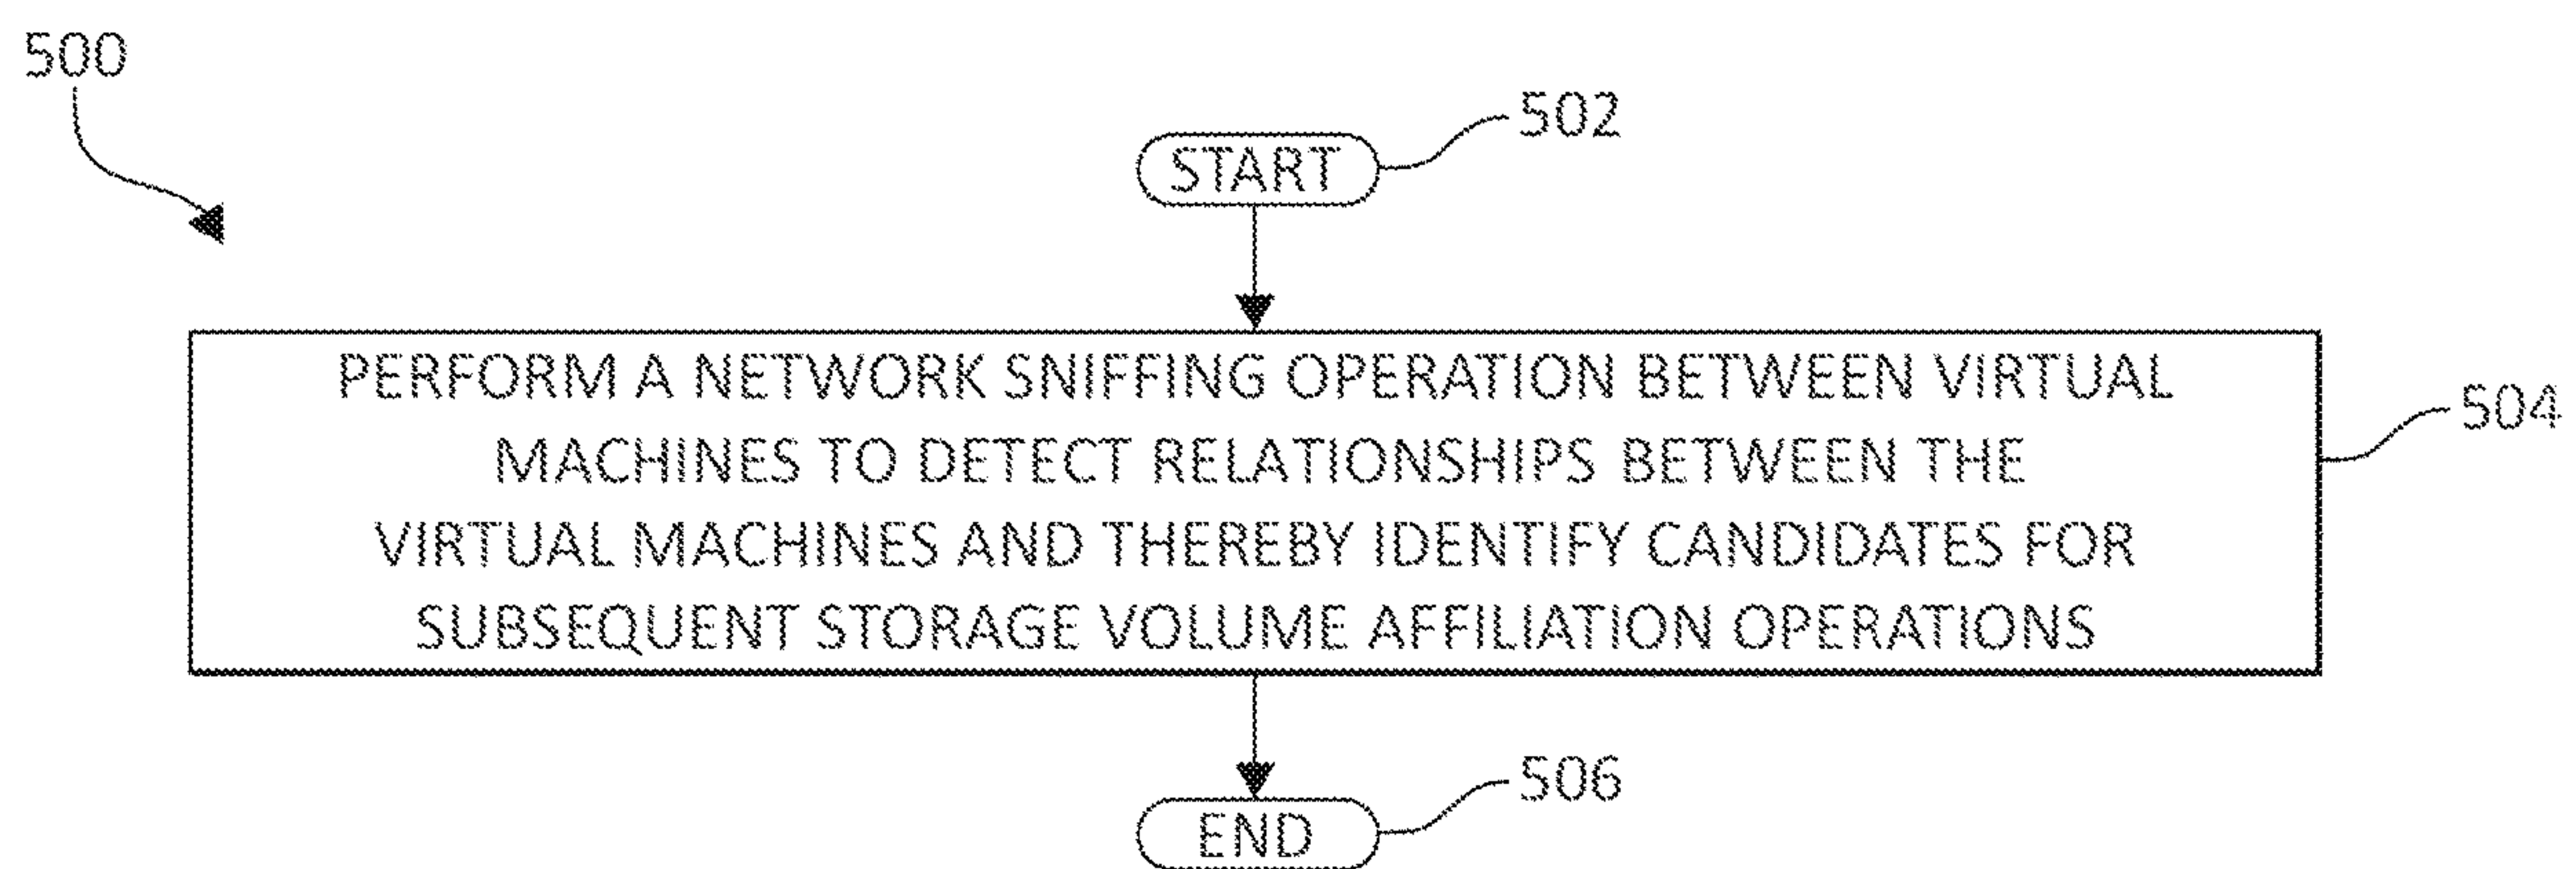 500
502
START
PERFORM A NETWORK SNIFFING OPERATION BETWEEN VIRTUAL
MACHINES TO DETECT RELATIONSHIPS BETWEEN THE
VIRTUAL MACHINES AND THEREBY IDENTIFY CANDIDATES FOR
SUBSEQUENT STORAGE VOLUME AFFILIATION OPERATIONS
504
506
END